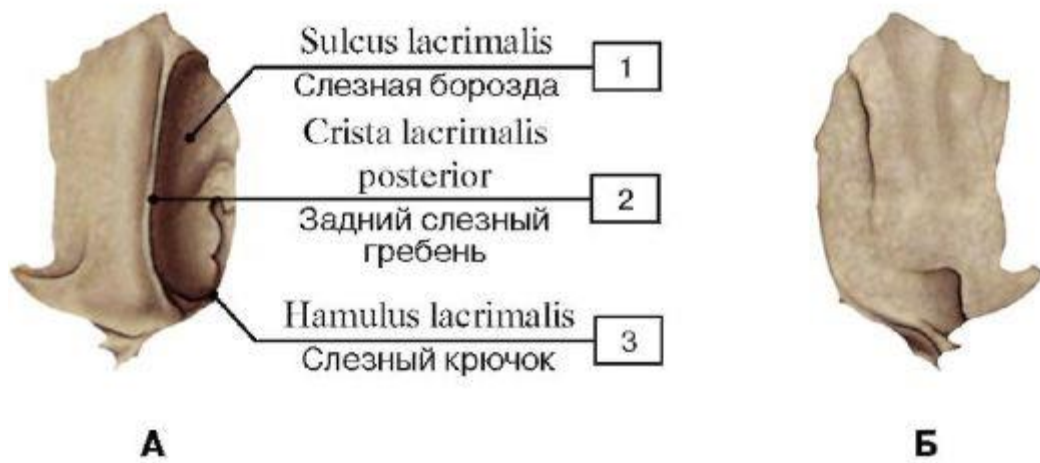 Sulcus lacrimalis
Слезная борозда
1
Crista lacrimalis
posterior
Задний слезный
гребень
2
Hamulus lacrimalis
Слезный крючок
3
А
Б